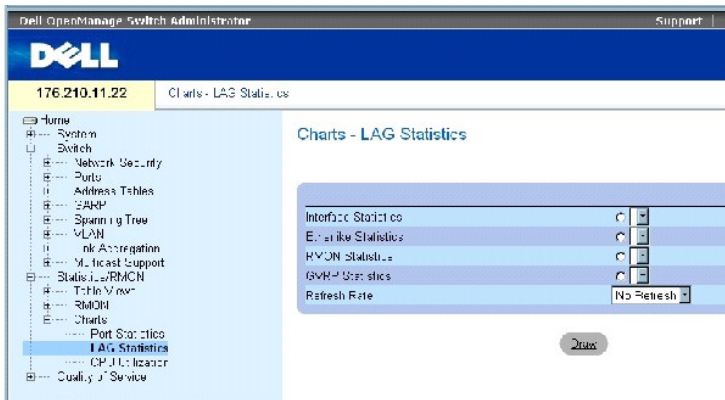 Dell OpenManage Switch Administrator
Support |
DELL
176.210.11.22
Charts - LAG Statistics
Home
System
Switch
Network Security
Ports
Address Tables
GARP
Spanning Tree
VLAN
Link Aggregation
Multicast Support
Statistics/RMON
Table Views
RMON
Charts
Port Statistics
LAG Statistics
CPU Utilization
Quality of Service
Charts - LAG Statistics
Interface Statistics
Etherlike Statistics
RMON Statistics
GVRP Statistics
Refresh Rate
No Refresh
Draw